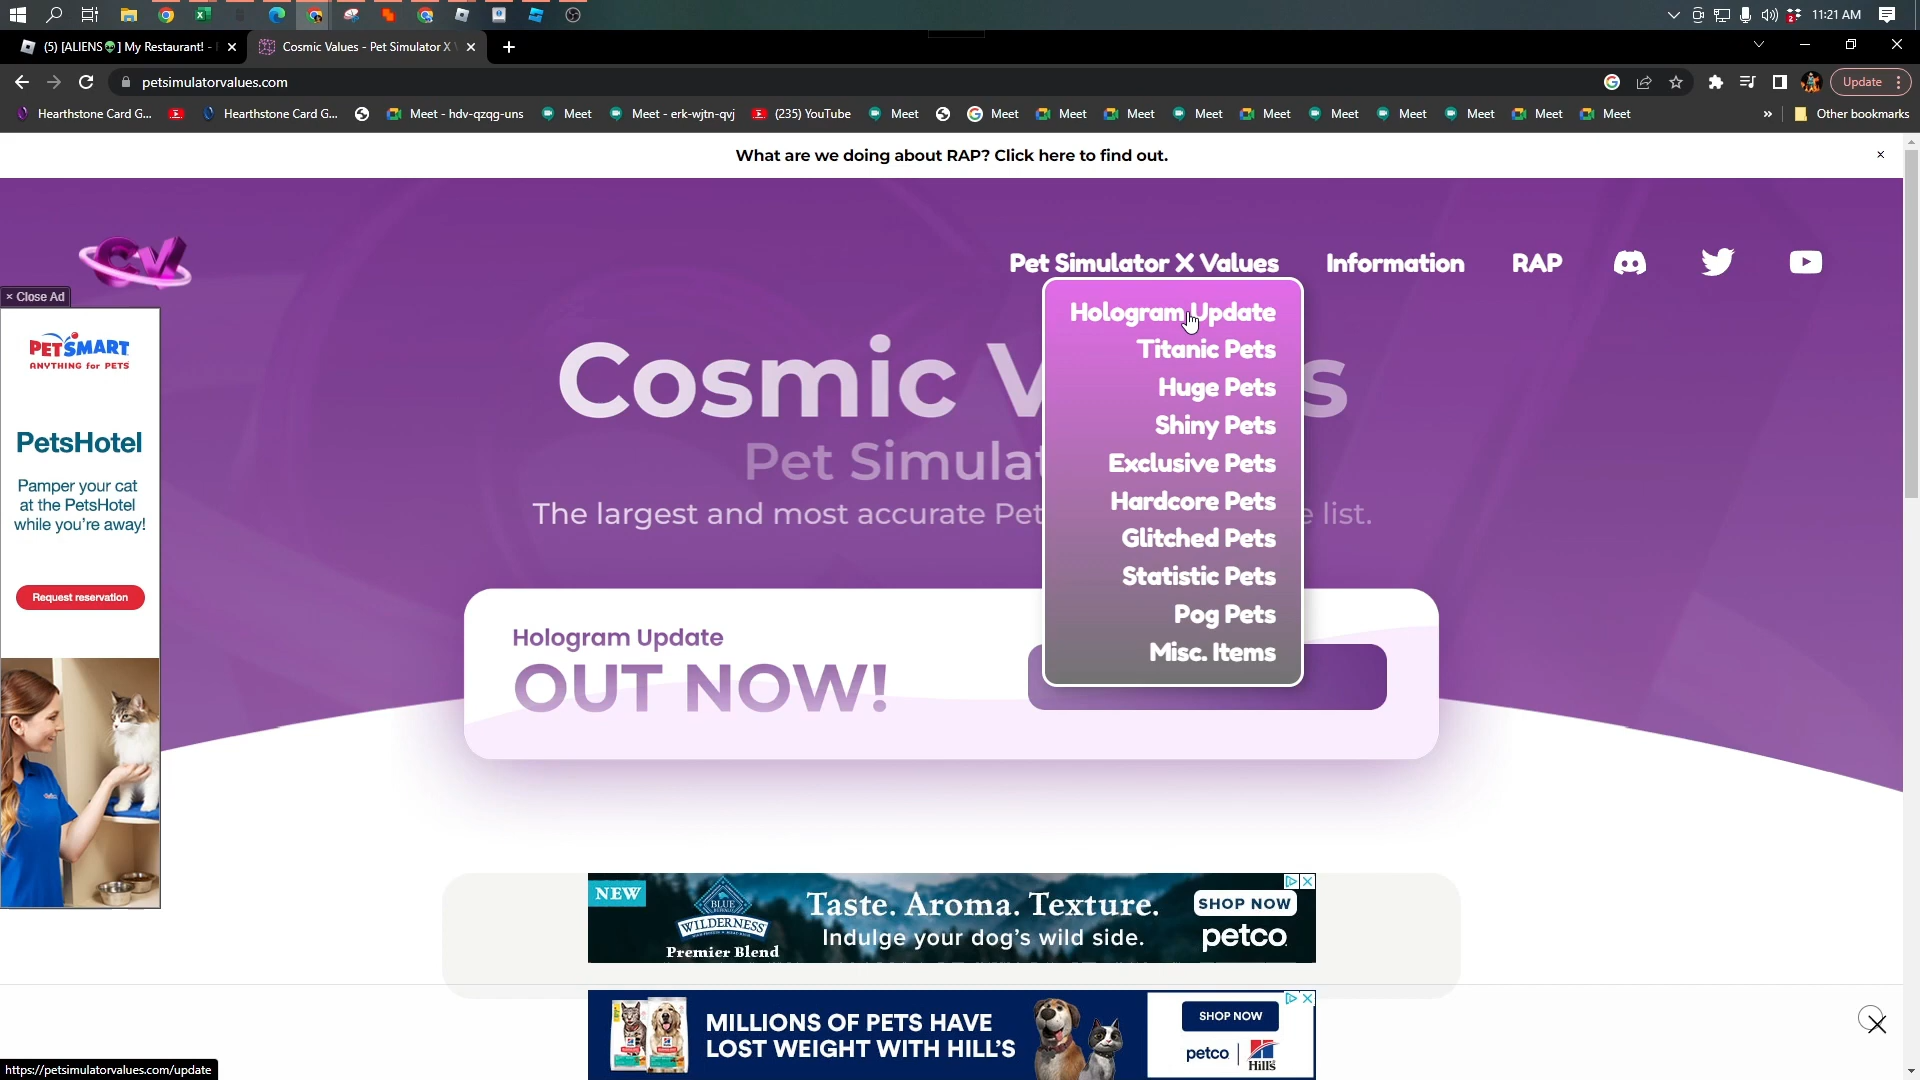 11:21 AM
(5) [ALIENS👽] My Restaurant! -
Cosmic Values - Pet Simulator X V
petsimulatorvalues.com
Update
Hearthstone Card G...
Hearthstone Card G...
Meet - hdv-qzqg-uns
Meet
Meet - erk-wjtn-qvj
(235) YouTube
Meet
Meet
Meet
Meet
Meet
Meet
Meet
Meet
Meet
Meet
Meet
»
Other bookmarks
What are we doing about RAP? Click here to find out.
CV
Pet Simulator X Values
Information
RAP
Hologram Update
Titanic Pets
Huge Pets
Shiny Pets
Exclusive Pets
Hardcore Pets
Glitched Pets
Statistic Pets
Pog Pets
Misc. Items
Cosmic V s
Pet Simulat
The largest and most accurate Pet e list.
Hologram Update
OUT NOW!
× Close Ad
PETSMART
ANYTHING for PETS
PetsHotel
Pamper your cat
at the PetsHotel
while you're away!
Request reservation
NEW
BLUE
WILDERNESS
Premier Blend
Taste. Aroma. Texture.
Indulge your dog's wild side.
SHOP NOW
petco
MILLIONS OF PETS HAVE
LOST WEIGHT WITH HILL'S
SHOP NOW
petco
Hill's
https://petsimulatorvalues.com/update